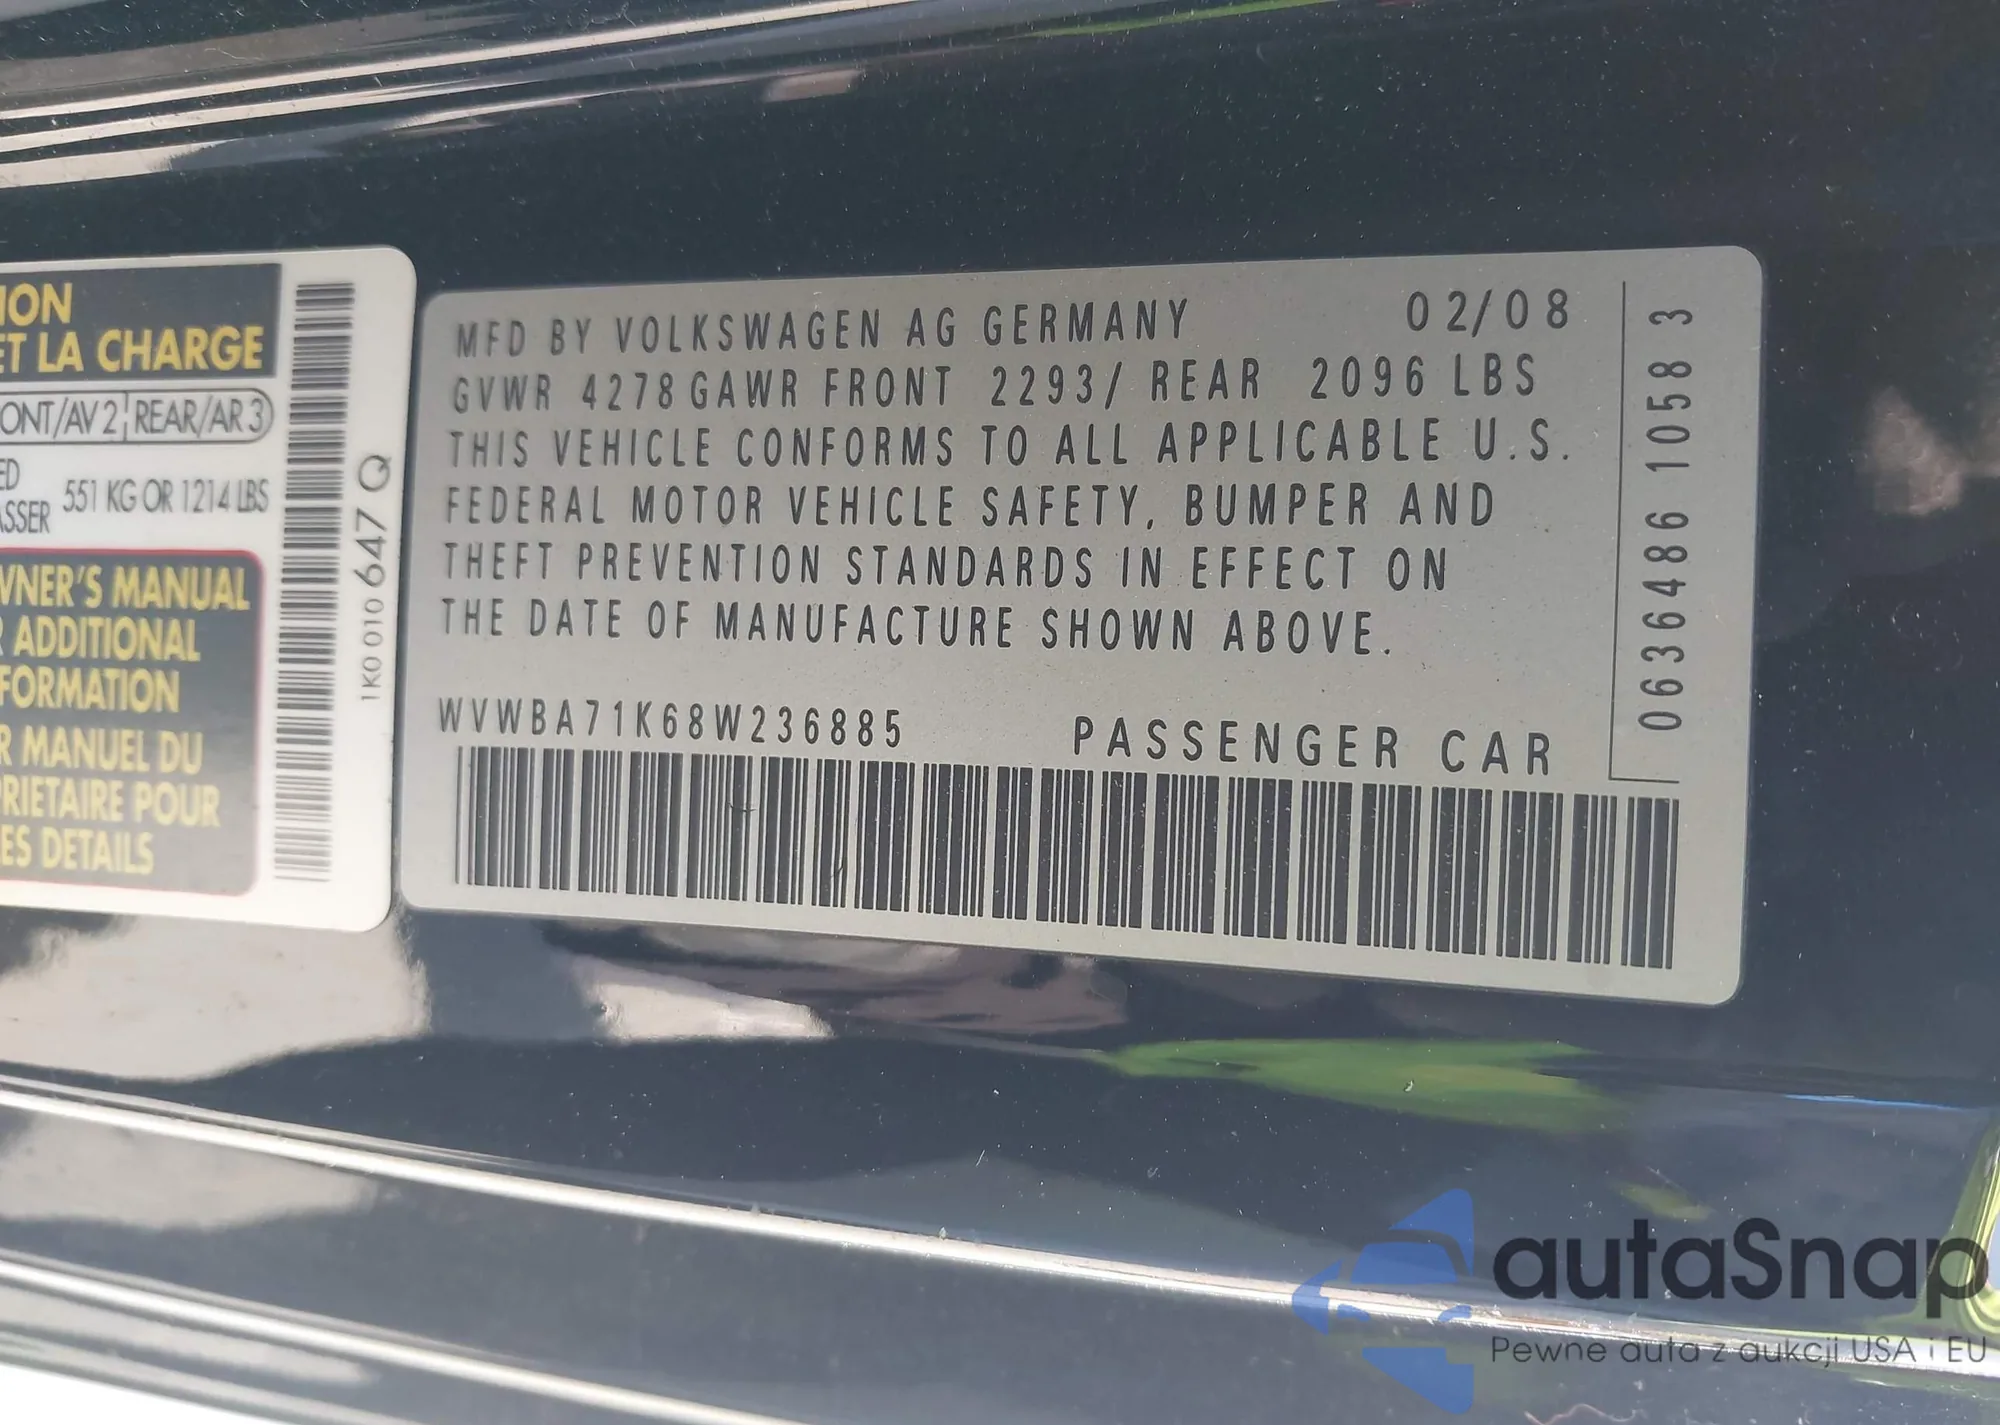 ION
ET LA CHARGE
ONT/AV 2 REAR/AR 3
ED
ASSER
551 KG OR 1214 LBS
WNER'S MANUAL
R ADDITIONAL
FORMATION
R MANUEL DU
PRIETAIRE POUR
ES DETAILS
1K0 010 647 Q
MFD BY VOLKSWAGEN AG GERMANY 02/08
GVWR 4278 GAWR FRONT 2293/ REAR 2096 LBS
THIS VEHICLE CONFORMS TO ALL APPLICABLE U.S.
FEDERAL MOTOR VEHICLE SAFETY, BUMPER AND
THEFT PREVENTION STANDARDS IN EFFECT ON
THE DATE OF MANUFACTURE SHOWN ABOVE.
WVWBA71K68W236885 PASSENGER CAR
0636486 1058 3
autaSnap
Pewne auta z aukcji USA i EU